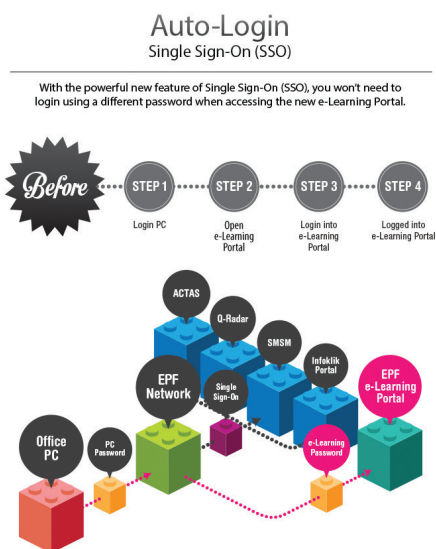 Auto-Login
Single Sign-On (SSO)
With the powerful new feature of Single Sign-On (SSO), you won't need to
login using a different password when accessing the new e-Learning Portal.
Before
STEP 1
STEP 2
STEP 3
STEP 4
Login PC
Open
e-Learning
Portal
Login into
e-Learning
Portal
Logged into
e-Learning Portal
ACTAS
Q-Radar
SMSM
Infoklik
Portal
EPF
Network
Single
Sign-On
EPF
e-Learning
Portal
Office
PC
PC
Password
e-Learning
Password